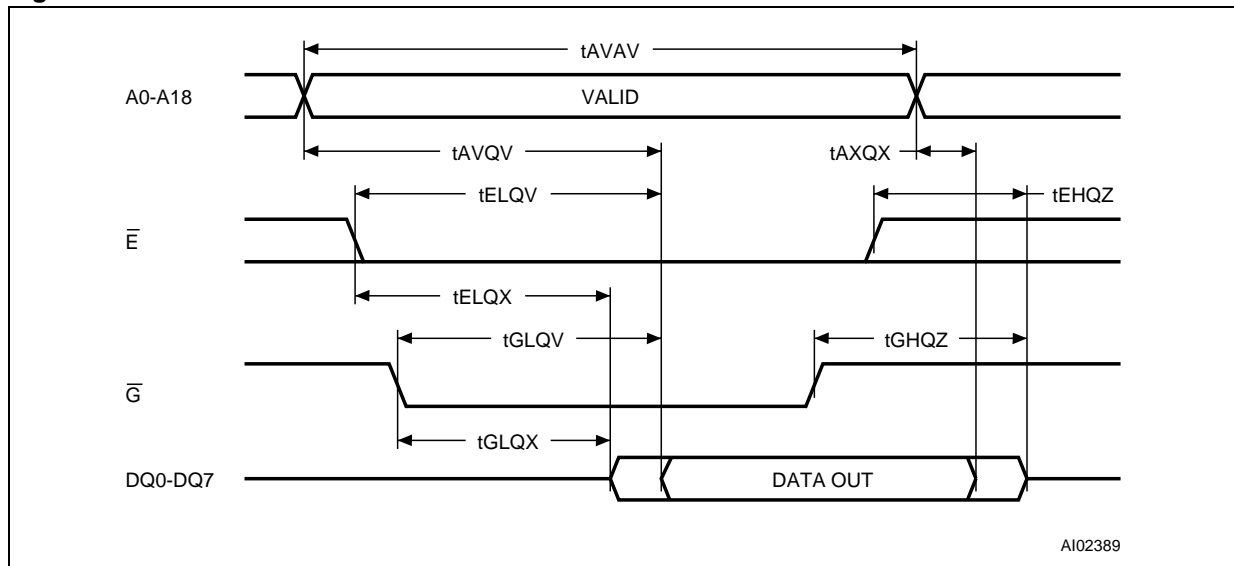 tAVAV
A0-A18
VALID
tAVQV
tAXQX
tELQV
tEHQZ
E̅
tELQX
tGLQV
tGHQZ
G̅
tGLQX
DQ0-DQ7
DATA OUT
AI02389